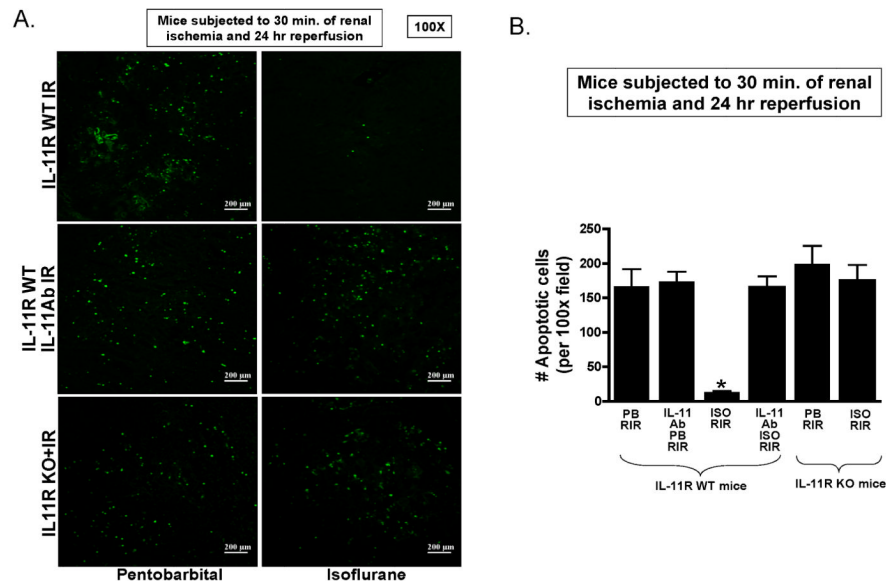 A.
Mice subjected to 30 min. of renal
ischemia and 24 hr reperfusion
100X
IL-11R WT IR
200 µm
200 µm
IL-11R WT
IL-11Ab IR
200 µm
200 µm
IL11R KO+IR
200 µm
200 µm
Pentobarbital
Isoflurane
B.
Mice subjected to 30 min. of renal
ischemia and 24 hr reperfusion
# Apoptotic cells
(per 100x field)
250
200
150
100
50
0
*
PB
RIR
IL-11
Ab
PB
RIR
ISO
RIR
IL-11
Ab
ISO
RIR
PB
RIR
ISO
RIR
IL-11R WT mice
IL-11R KO mice